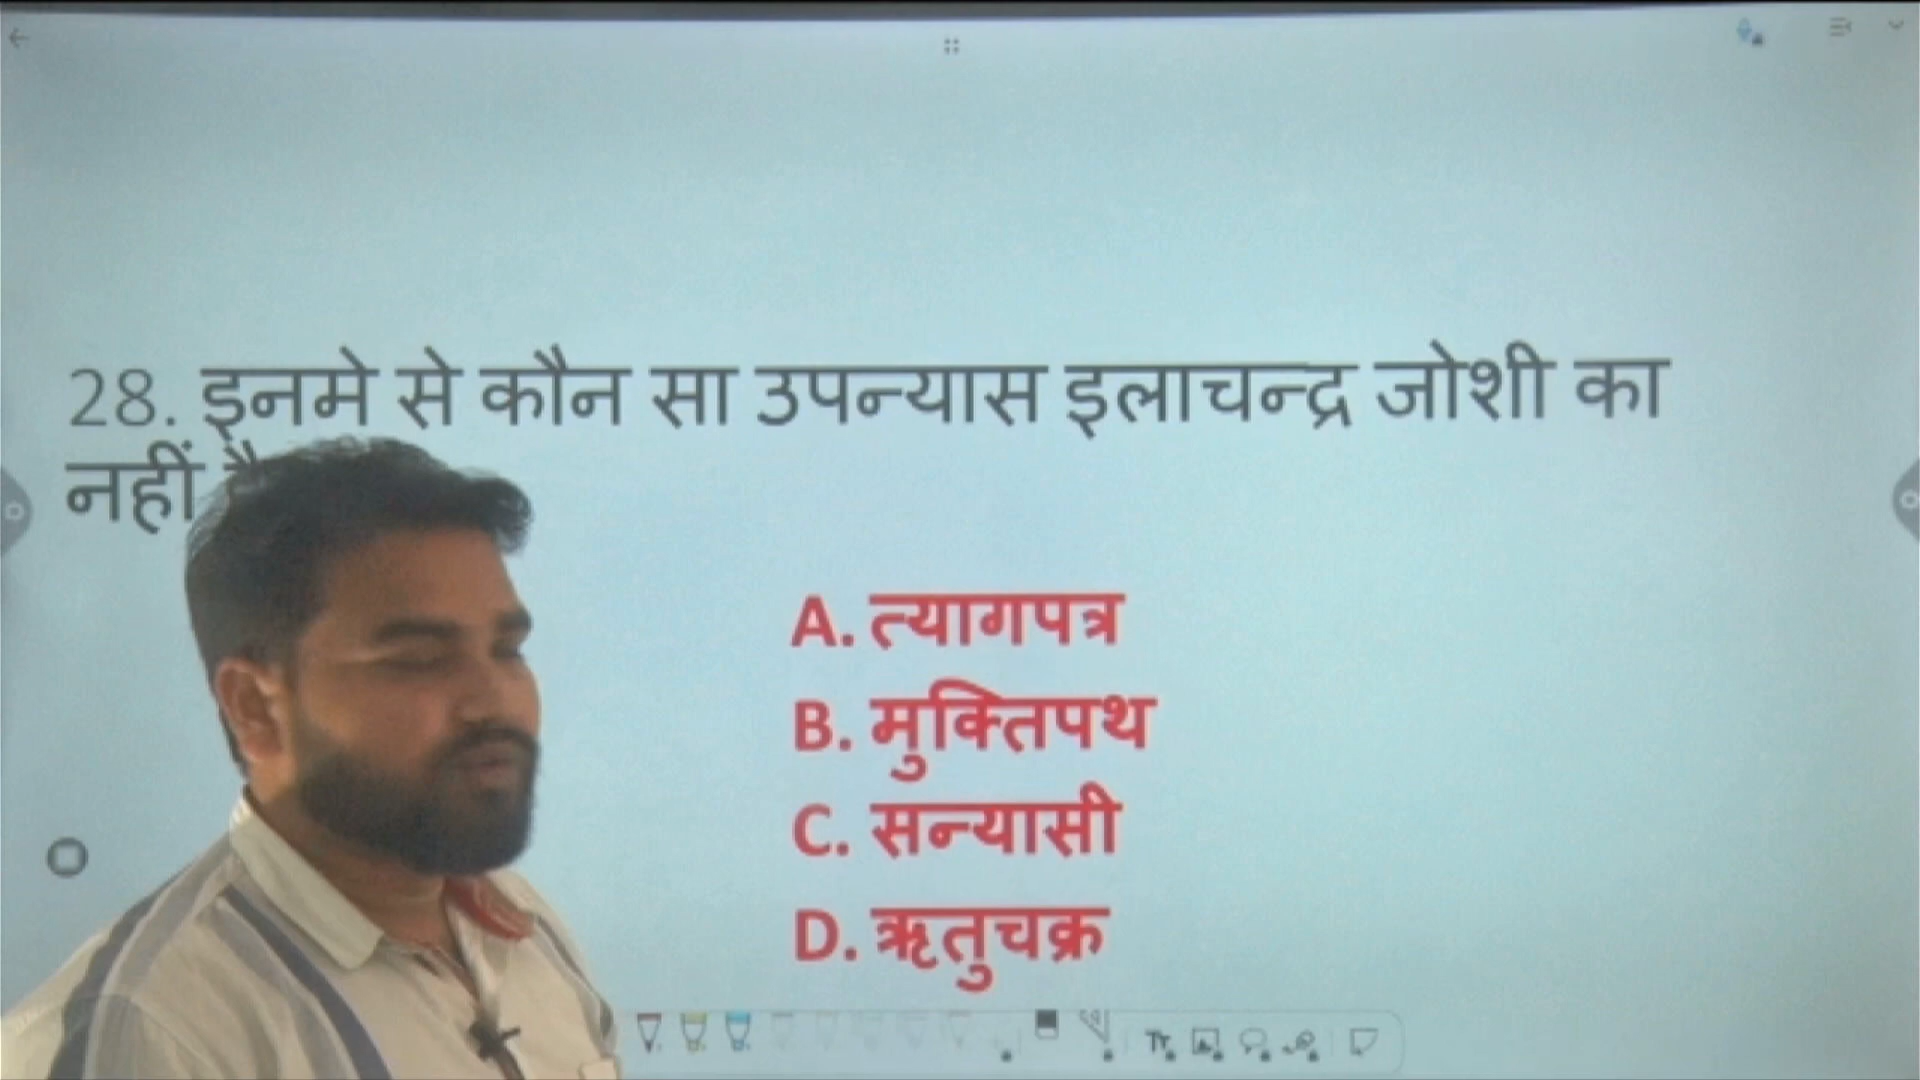 28. इनमे से कौन सा उपन्यास इलाचन्द्र जोशी का
नहीं
A. त्यागपत्र
B. मुक्तिपथ
C. सन्यासी
D. ऋतुचक्र